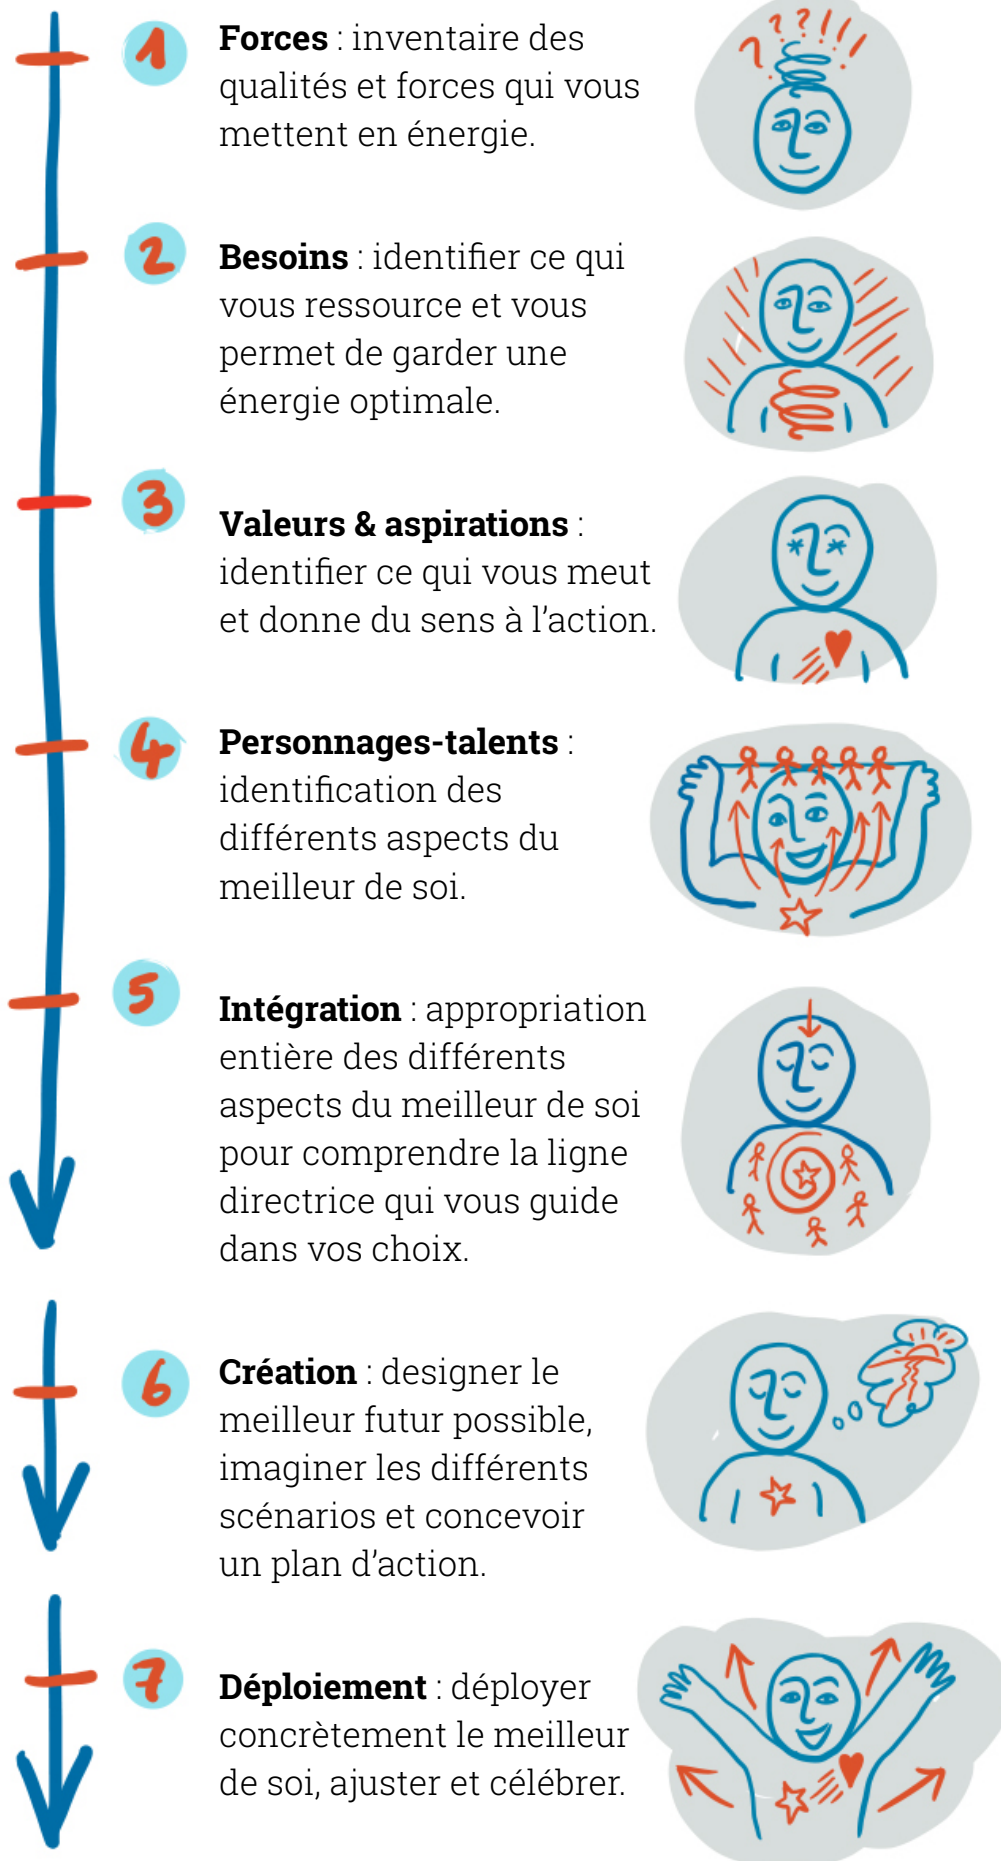 1
Forces : inventaire des
qualités et forces qui vous
mettent en énergie.
??!!!
?
2
Besoins : identifier ce qui
vous ressource et vous
permet de garder une
énergie optimale.
3
Valeurs & aspirations :
identifier ce qui vous meut
et donne du sens à l’action.
4
Personnages-talents :
identification des
différents aspects du
meilleur de soi.
5
Intégration : appropriation
entière des différents
aspects du meilleur de soi
pour comprendre la ligne
directrice qui vous guide
dans vos choix.
6
Création : designer le
meilleur futur possible,
imaginer les différents
scénarios et concevoir
un plan d’action.
7
Déploiement : déployer
concrètement le meilleur
de soi, ajuster et célébrer.